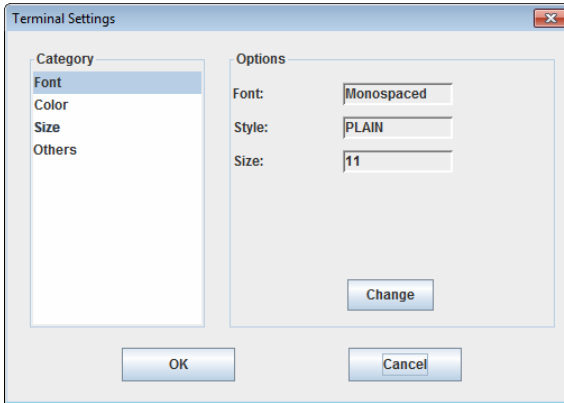 Terminal Settings
Category
Font
Color
Size
Others
Options
Font: Monospaced
Style: PLAIN
Size: 11
Change
OK
Cancel